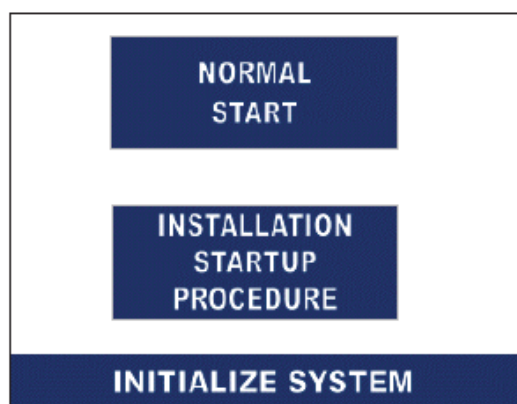 NORMAL
START
INSTALLATION
STARTUP
PROCEDURE
INITIALIZE SYSTEM